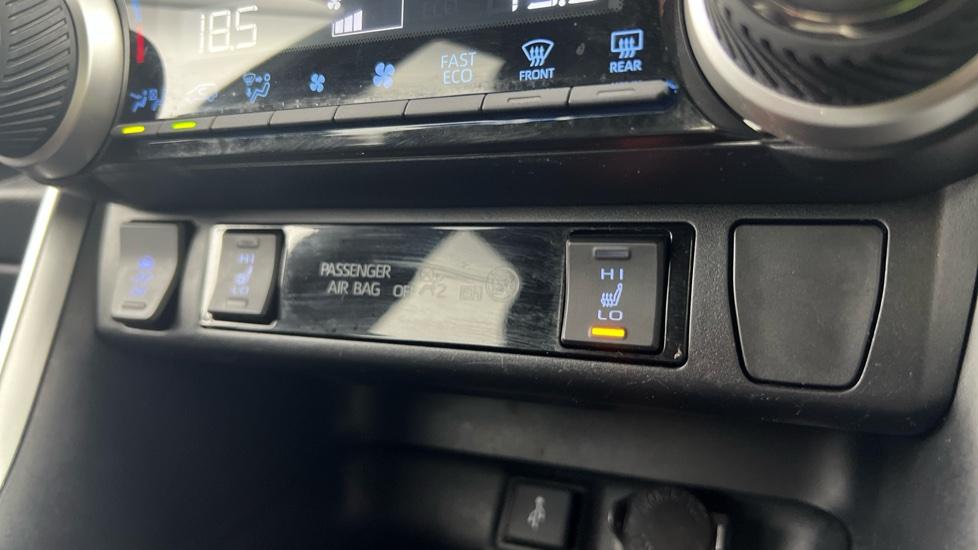 18.5
FAST
ECO
FRONT
REAR
HI
LO
PASSENGER
AIR BAG
HI
LO